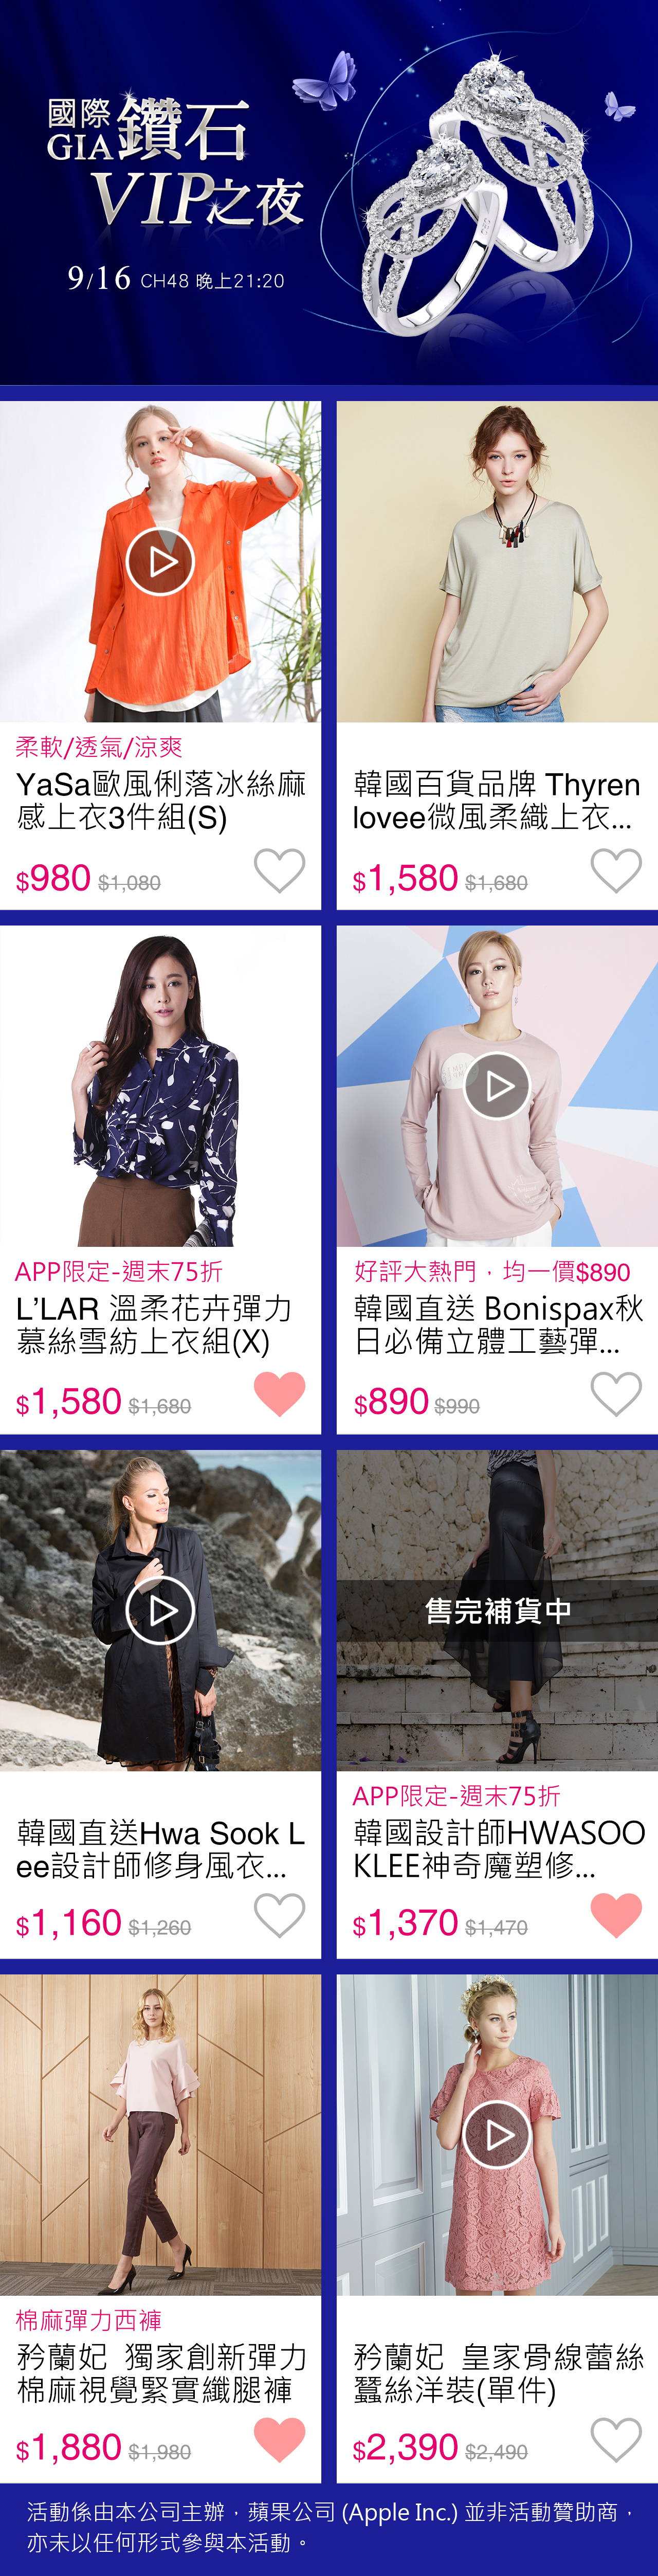 國際
GIA鑽石
VIP之夜
9/16 CH48 晚上21:20
柔軟/透氣/涼爽
YaSa歐風俐落冰絲麻
感上衣3件組(S)
$980 $1,080
韓國百貨品牌 Thyren
lovee微風柔織上衣...
$1,580 $1,680
APP限定-週末75折
L’LAR 溫柔花卉彈力
慕絲雪紡上衣組(X)
$1,580 $1,680
好評大熱門，均一價$890
韓國直送 Bonispax秋
日必備立體工藝彈...
$890 $990
韓國直送Hwa Sook L
ee設計師修身風衣...
$1,160 $1,260
售完補貨中
APP限定-週末75折
韓國設計師HWASOO
KLEE神奇魔塑修...
$1,370 $1,470
棉麻彈力西褲
矜蘭妃 獨家創新彈力
棉麻視覺緊實纖腿褲
$1,880 $1,980
矜蘭妃 皇家骨線蕾絲
蠶絲洋裝(單件)
$2,390 $2,490
活動係由本公司主辦，蘋果公司 (Apple Inc.) 並非活動贊助商，
亦未以任何形式參與本活動。